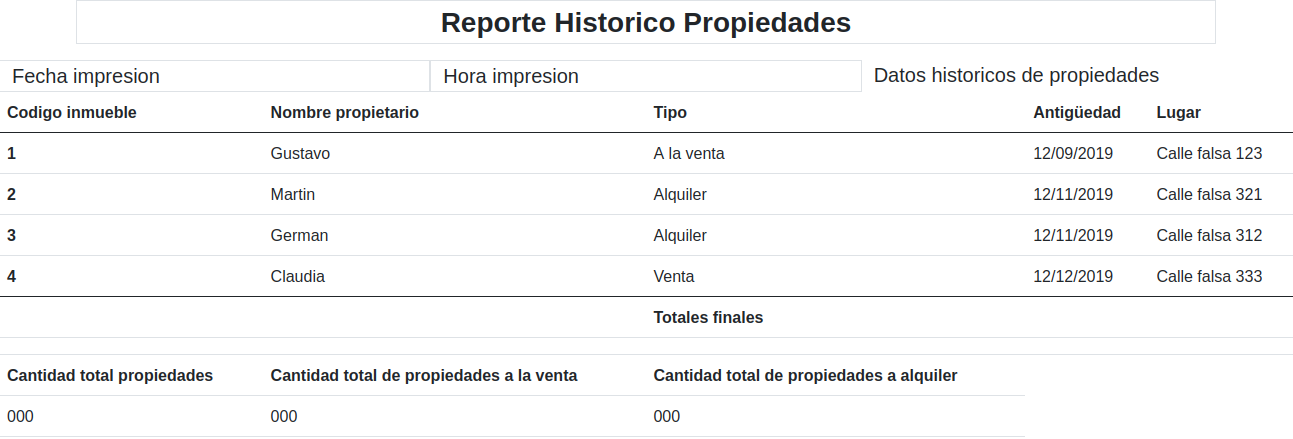 Reporte Historico Propiedades
Fecha impresion Hora impresion Datos historicos de propiedades
Codigo inmueble Nombre propietario Tipo Antigüedad Lugar
1 Gustavo A la venta 12/09/2019 Calle falsa 123
2 Martin Alquiler 12/11/2019 Calle falsa 321
3 German Alquiler 12/11/2019 Calle falsa 312
4 Claudia Venta 12/12/2019 Calle falsa 333
Totales finales
Cantidad total propiedades Cantidad total de propiedades a la venta Cantidad total de propiedades a alquiler
000 000 000